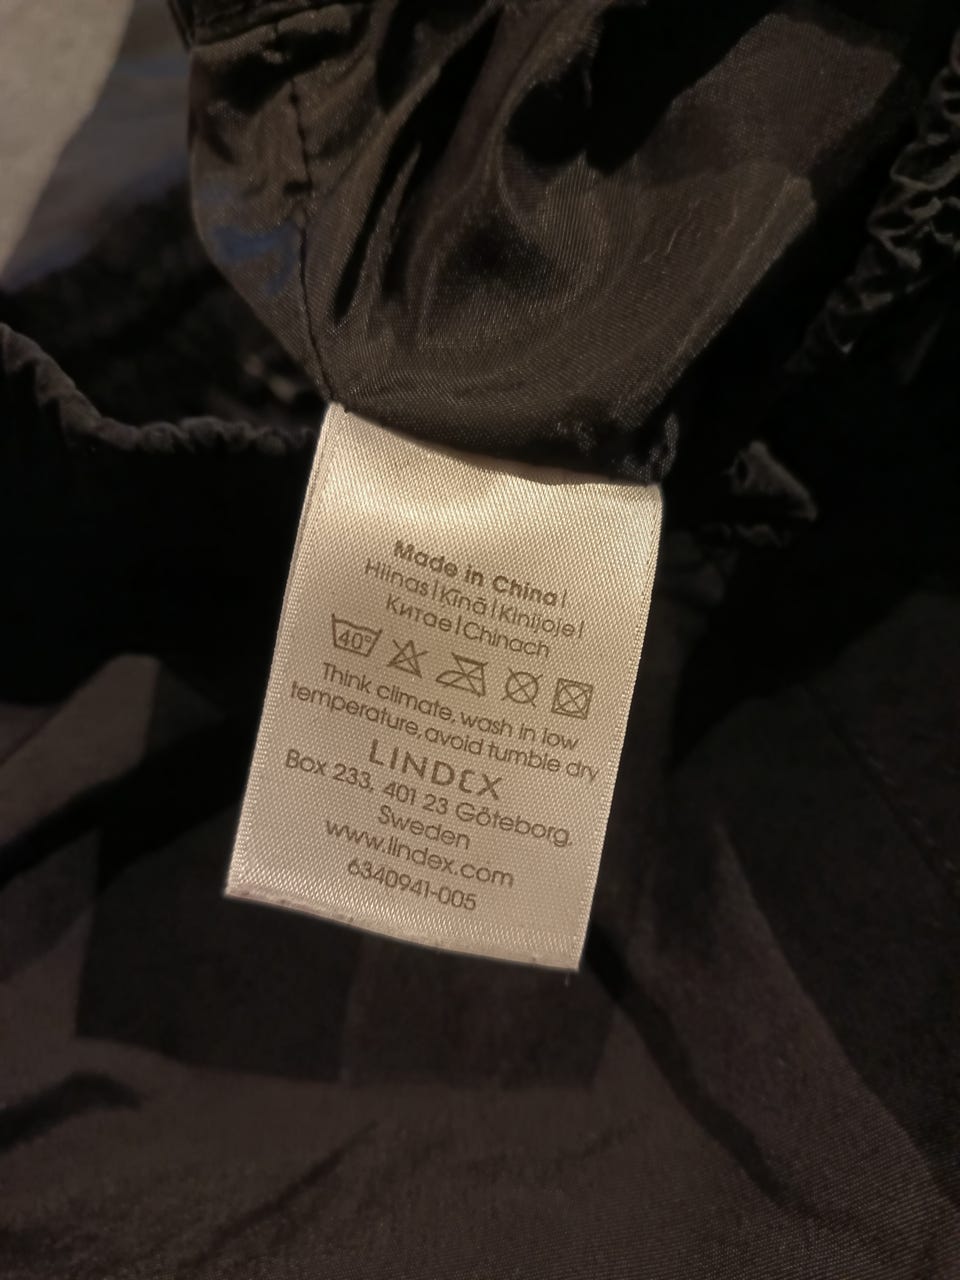 Made in China|
Hiinas|Ķīnā|Kinijoje|
Китае|Chinach
40°
Think climate, wash in low
temperature, avoid tumble dry
LINDEX
Box 233, 401 23 Göteborg,
Sweden
www.lindex.com
6340941-005